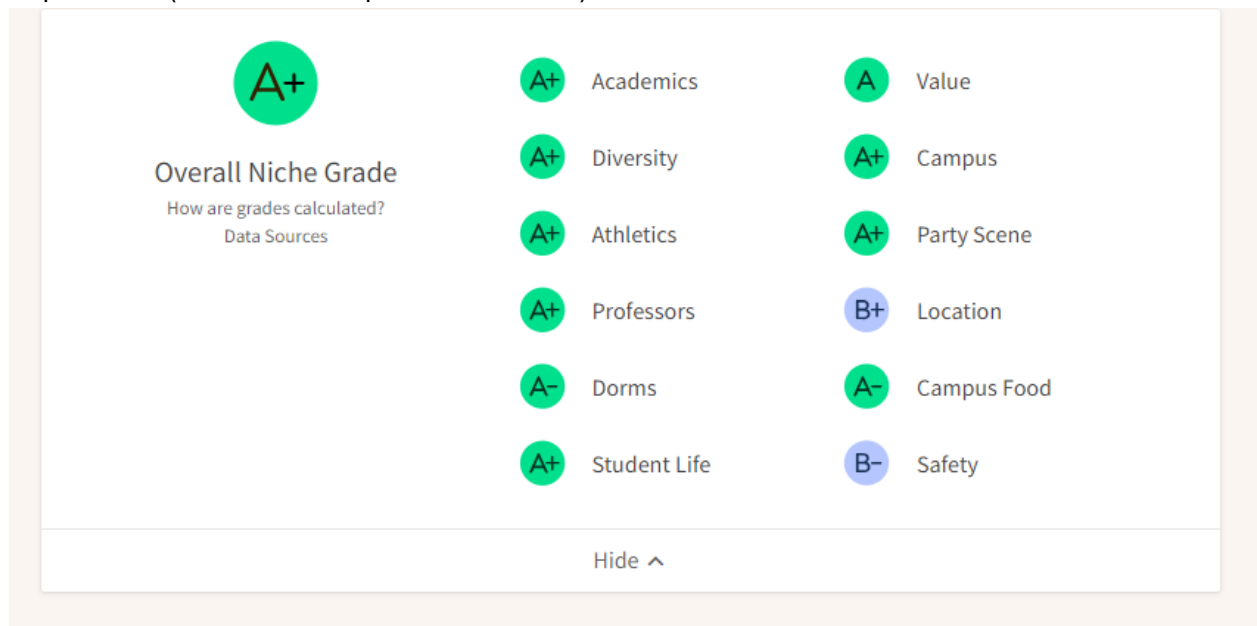 A+
Overall Niche Grade
How are grades calculated?
Data Sources
A+ Academics
A+ Diversity
A+ Athletics
A+ Professors
A- Dorms
A+ Student Life
A Value
A+ Campus
A+ Party Scene
B+ Location
A- Campus Food
B- Safety
Hide